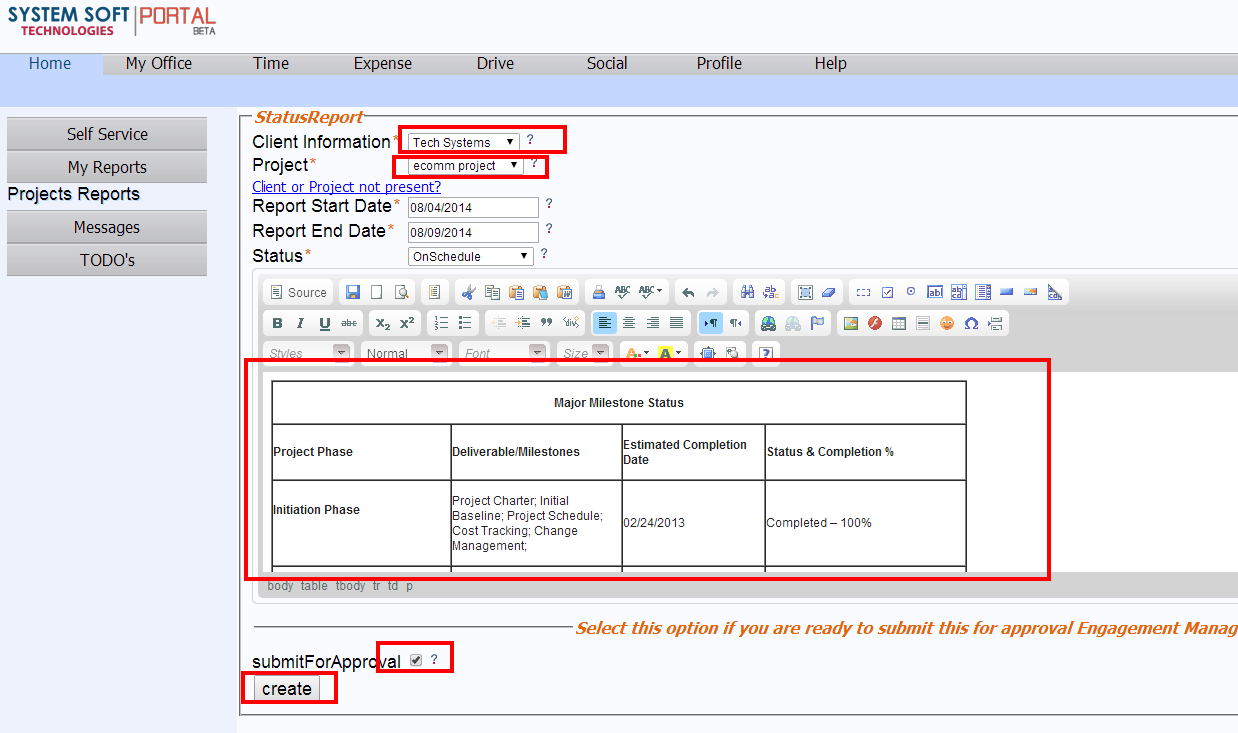 SYSTEM SOFT PORTAL
TECHNOLOGIES BETA
Home My Office Time Expense Drive Social Profile Help
Self Service
My Reports
Projects Reports
Messages
TODO's
StatusReport
Client Information* Tech Systems ?
Project* ecomm project ?
Client or Project not present?
Report Start Date* 08/04/2014 ?
Report End Date* 08/09/2014 ?
Status* OnSchedule ?
Source ABC ABC
B I U abc X2 X2
Styles Normal Font Size A A ?
Major Milestone Status
Project Phase
Deliverable/Milestones
Estimated Completion
Date
Status & Completion %
Initiation Phase
Project Charter; Initial
Baseline; Project Schedule;
Cost Tracking; Change
Management;
02/24/2013
Completed – 100%
body table tbody tr td p
Select this option if you are ready to submit this for approval Engagement Manag
submitForApproval ?
create